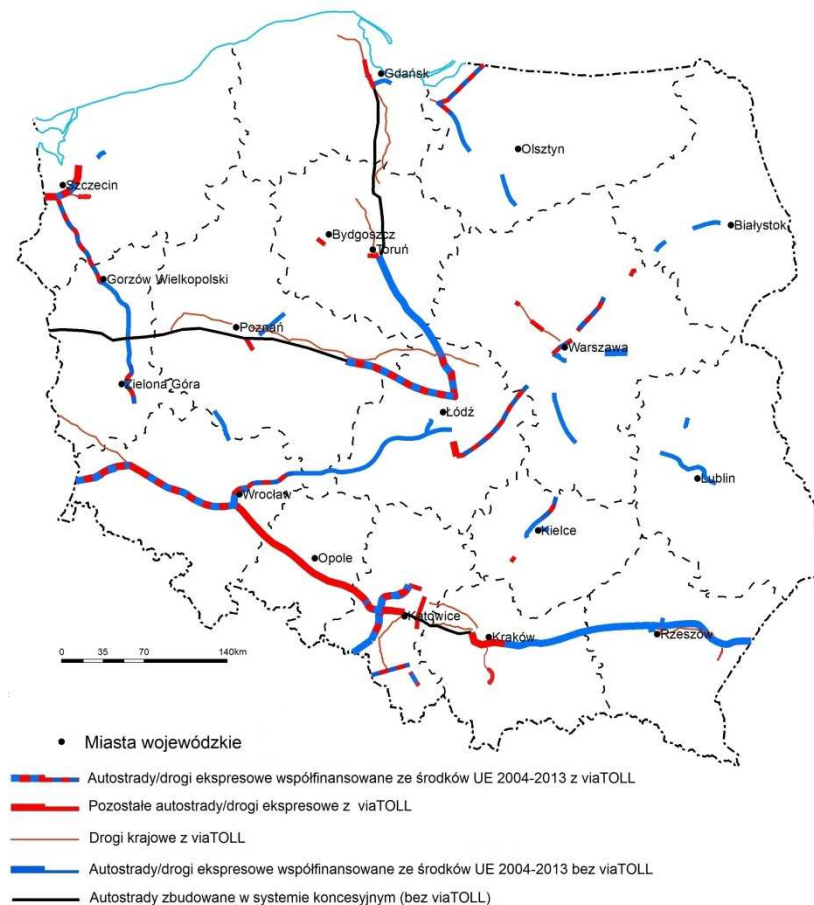 Gdańsk
Olsztyn
Szczecin
Białystok
Bydgoszcz
Toruń
Gorzów Wielkopolski
Poznań
Warszawa
Zielona Góra
Łódź
Lublin
Wrocław
Kielce
Opole
Katowice
Kraków
Rzeszów
0 35 70 140km
Miasta wojewódzkie
Autostrady/drogi ekspresowe współfinansowane ze środków UE 2004-2013 z viaTOLL
Pozostałe autostrady/drogi ekspresowe z viaTOLL
Drogi krajowe z viaTOLL
Autostrady/drogi ekspresowe współfinansowane ze środków UE 2004-2013 bez viaTOLL
Autostrady zbudowane w systemie koncesyjnym (bez viaTOLL)